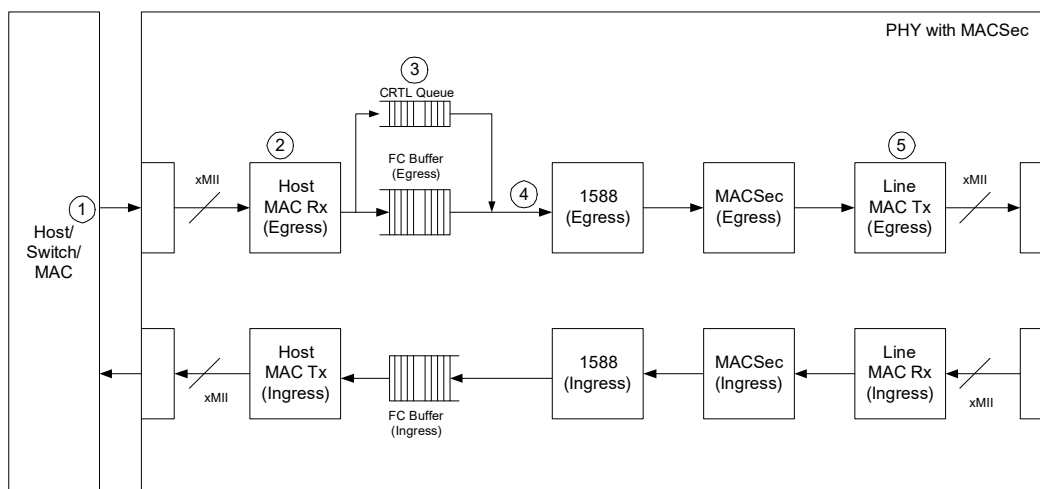 PHY with MACSec
3
CRTL Queue
2
5
xMII
Host
MAC Rx
(Egress)
FC Buffer
(Egress)
4
1588
(Egress)
MACSec
(Egress)
Line
MAC Tx
(Egress)
xMII
1
Host/
Switch/
MAC
xMII
Host
MAC Tx
(Ingress)
FC Buffer
(Ingress)
1588
(Ingress)
MACSec
(Ingress)
Line
MAC Rx
(Ingress)
xMII